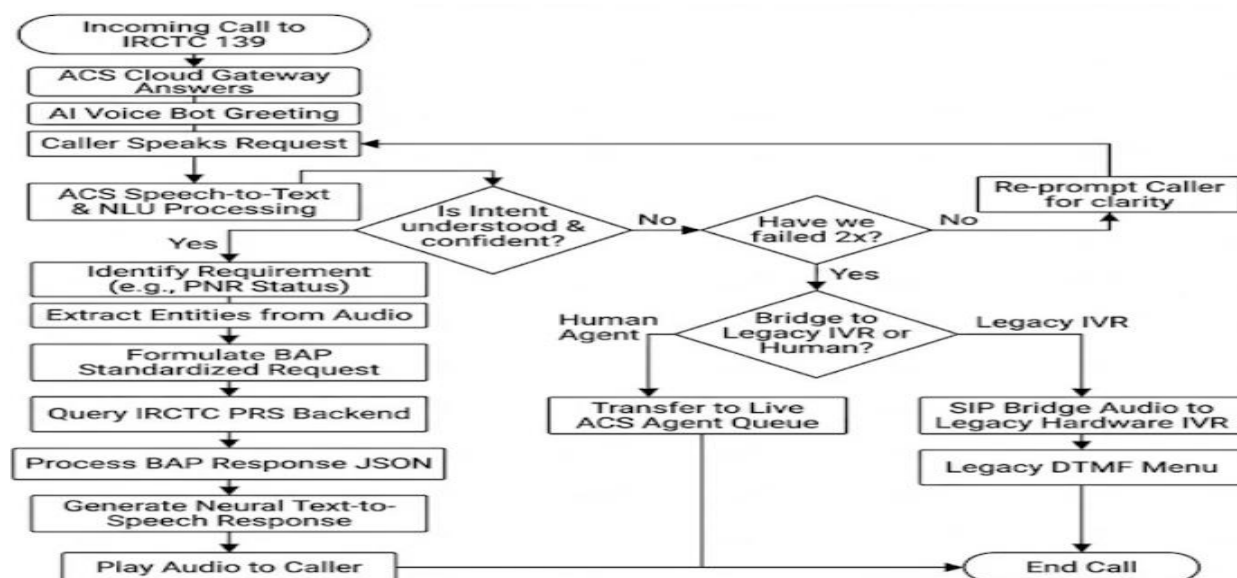 Incoming Call to
IRCTC 139
ACS Cloud Gateway
Answers
AI Voice Bot Greeting
Caller Speaks Request
ACS Speech-to-Text
& NLU Processing
Is Intent
understood &
confident?
No
Have we
failed 2x?
No
Re-prompt Caller
for clarity
Yes
Identify Requirement
(e.g., PNR Status)
Extract Entities from Audio
Formulate BAP
Standardized Request
Query IRCTC PRS Backend
Process BAP Response JSON
Generate Neural Text-to-
Speech Response
Play Audio to Caller
Yes
Bridge to
Legacy IVR or
Human?
Human
Agent
Transfer to Live
ACS Agent Queue
Legacy IVR
SIP Bridge Audio to
Legacy Hardware IVR
Legacy DTMF Menu
End Call